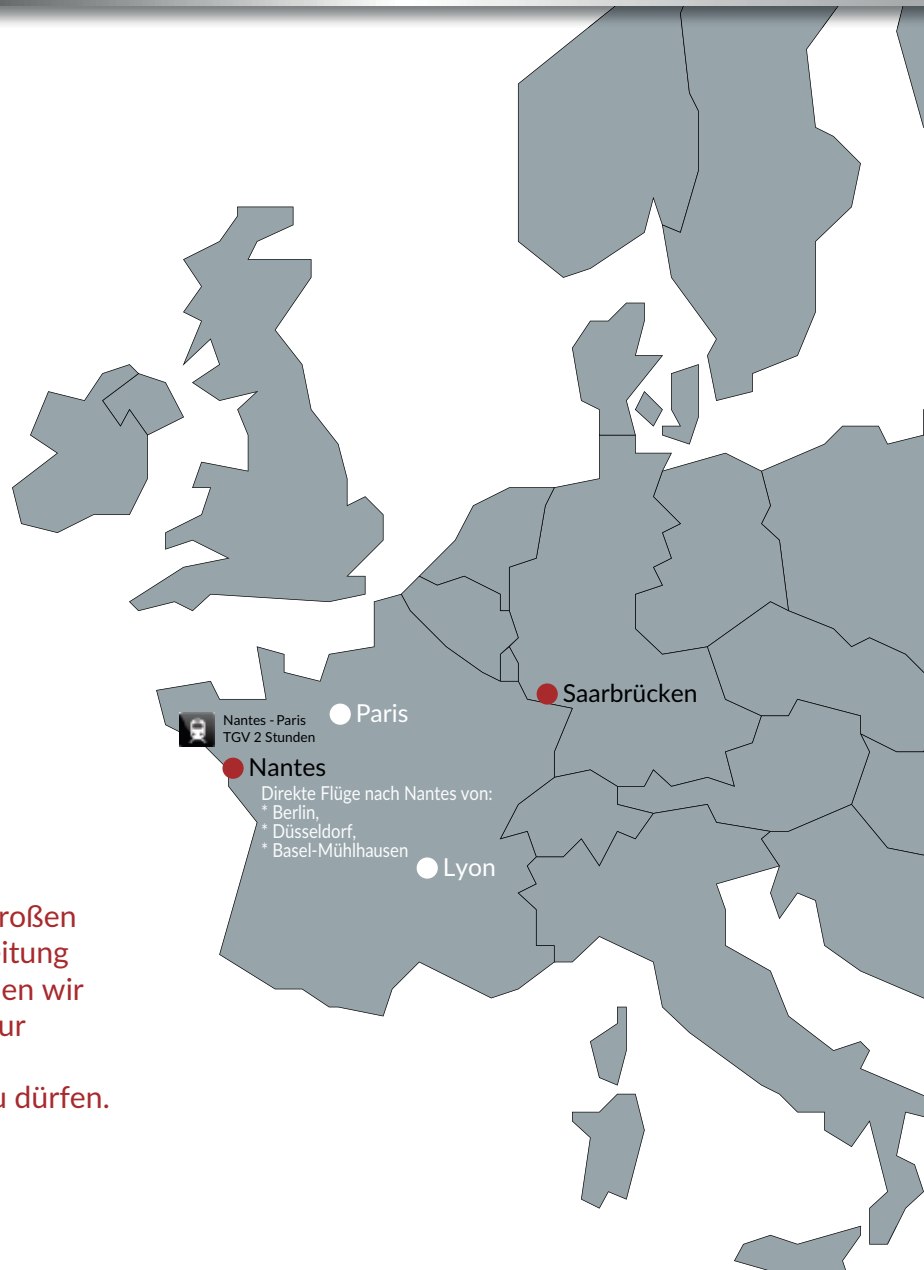 Saarbrücken
Paris
Nantes - Paris
TGV 2 Stunden
Nantes
Direkte Flüge nach Nantes von:
* Berlin,
* Düsseldorf,
* Basel-Mühlhausen
Lyon
roßen
eitung
en wir
ur
u dürfen.